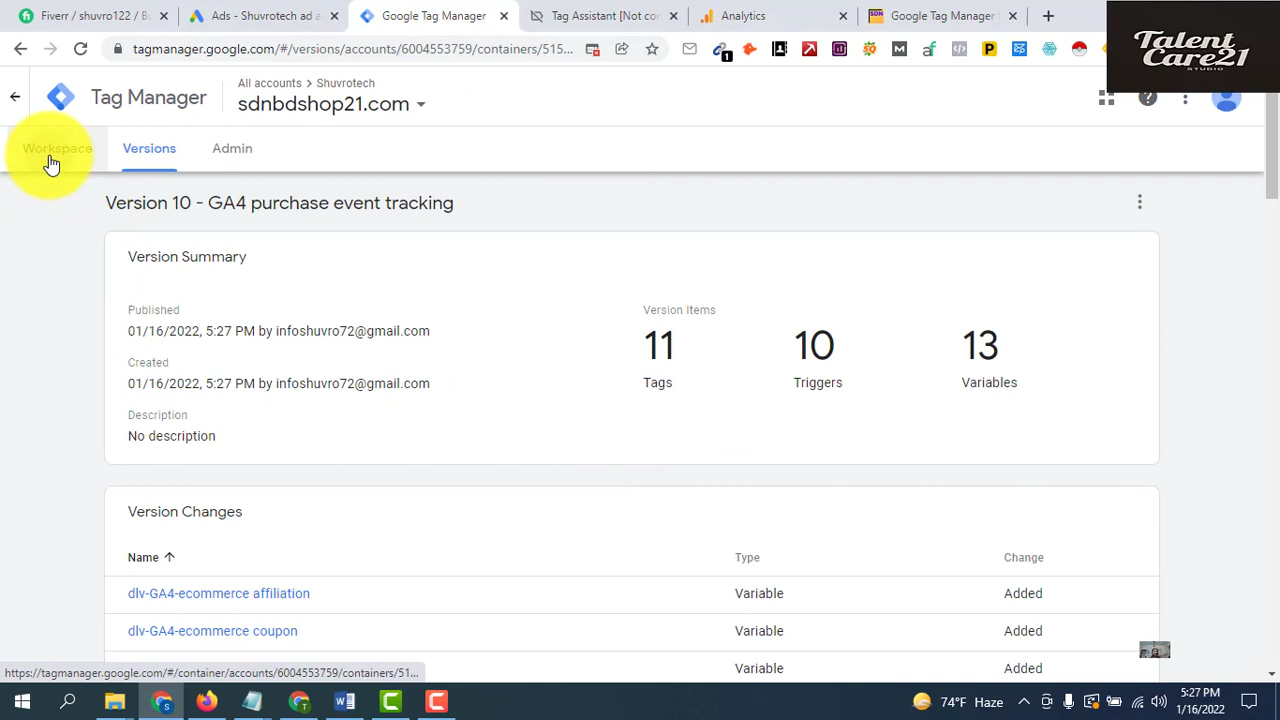 Fiverr / shuvro122 / Bu
Ads - Shuvrotech ad a
Google Tag Manager
Tag Assistant [Not co
Analytics
Google Tag Manager
tagmanager.google.com/#/versions/accounts/6004553759/containers/515...
Talent
Care21
STUDIO
Tag Manager
All accounts > Shuvrotech
sdnbdshop21.com
Workspace
Versions
Admin
Version 10 - GA4 purchase event tracking
Version Summary
Published
01/16/2022, 5:27 PM by infoshuvro72@gmail.com
Created
01/16/2022, 5:27 PM by infoshuvro72@gmail.com
Description
No description
Version Items
11
10
13
Tags
Triggers
Variables
Version Changes
Name
Type
Change
dlv-GA4-ecommerce affiliation
Variable
Added
dlv-GA4-ecommerce coupon
Variable
Added
Variable
Added
https://tagmanager.google.com/#/container/accounts/6004553759/containers/51...
74°F Haze
5:27 PM
1/16/2022